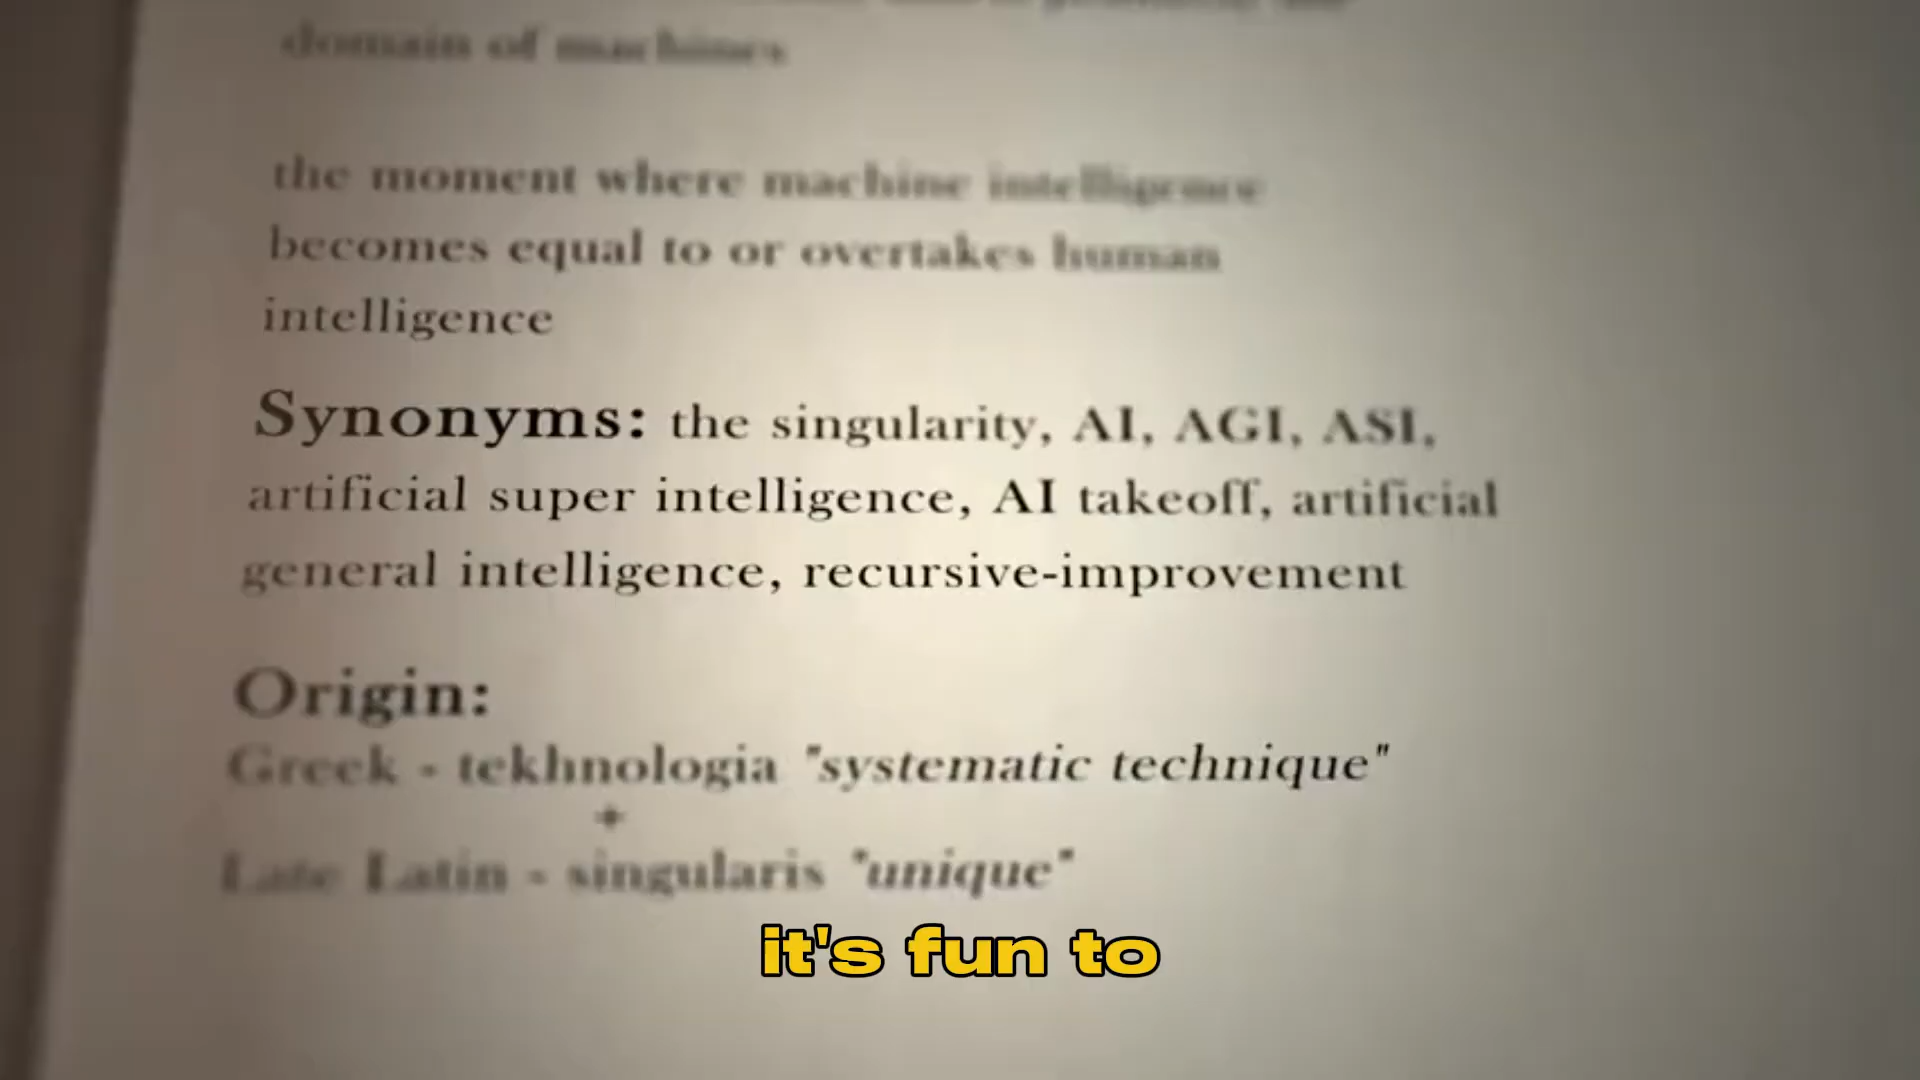 domain of machines
the moment where machine intelligence
becomes equal to or overtakes human
intelligence
Synonyms: the singularity, AI, AGI, ASI,
artificial super intelligence, AI takeoff, artificial
general intelligence, recursive-improvement
Origin:
Greek - tekhnologia "systematic technique"
+
Late Latin - singularis "unique"
it's fun to